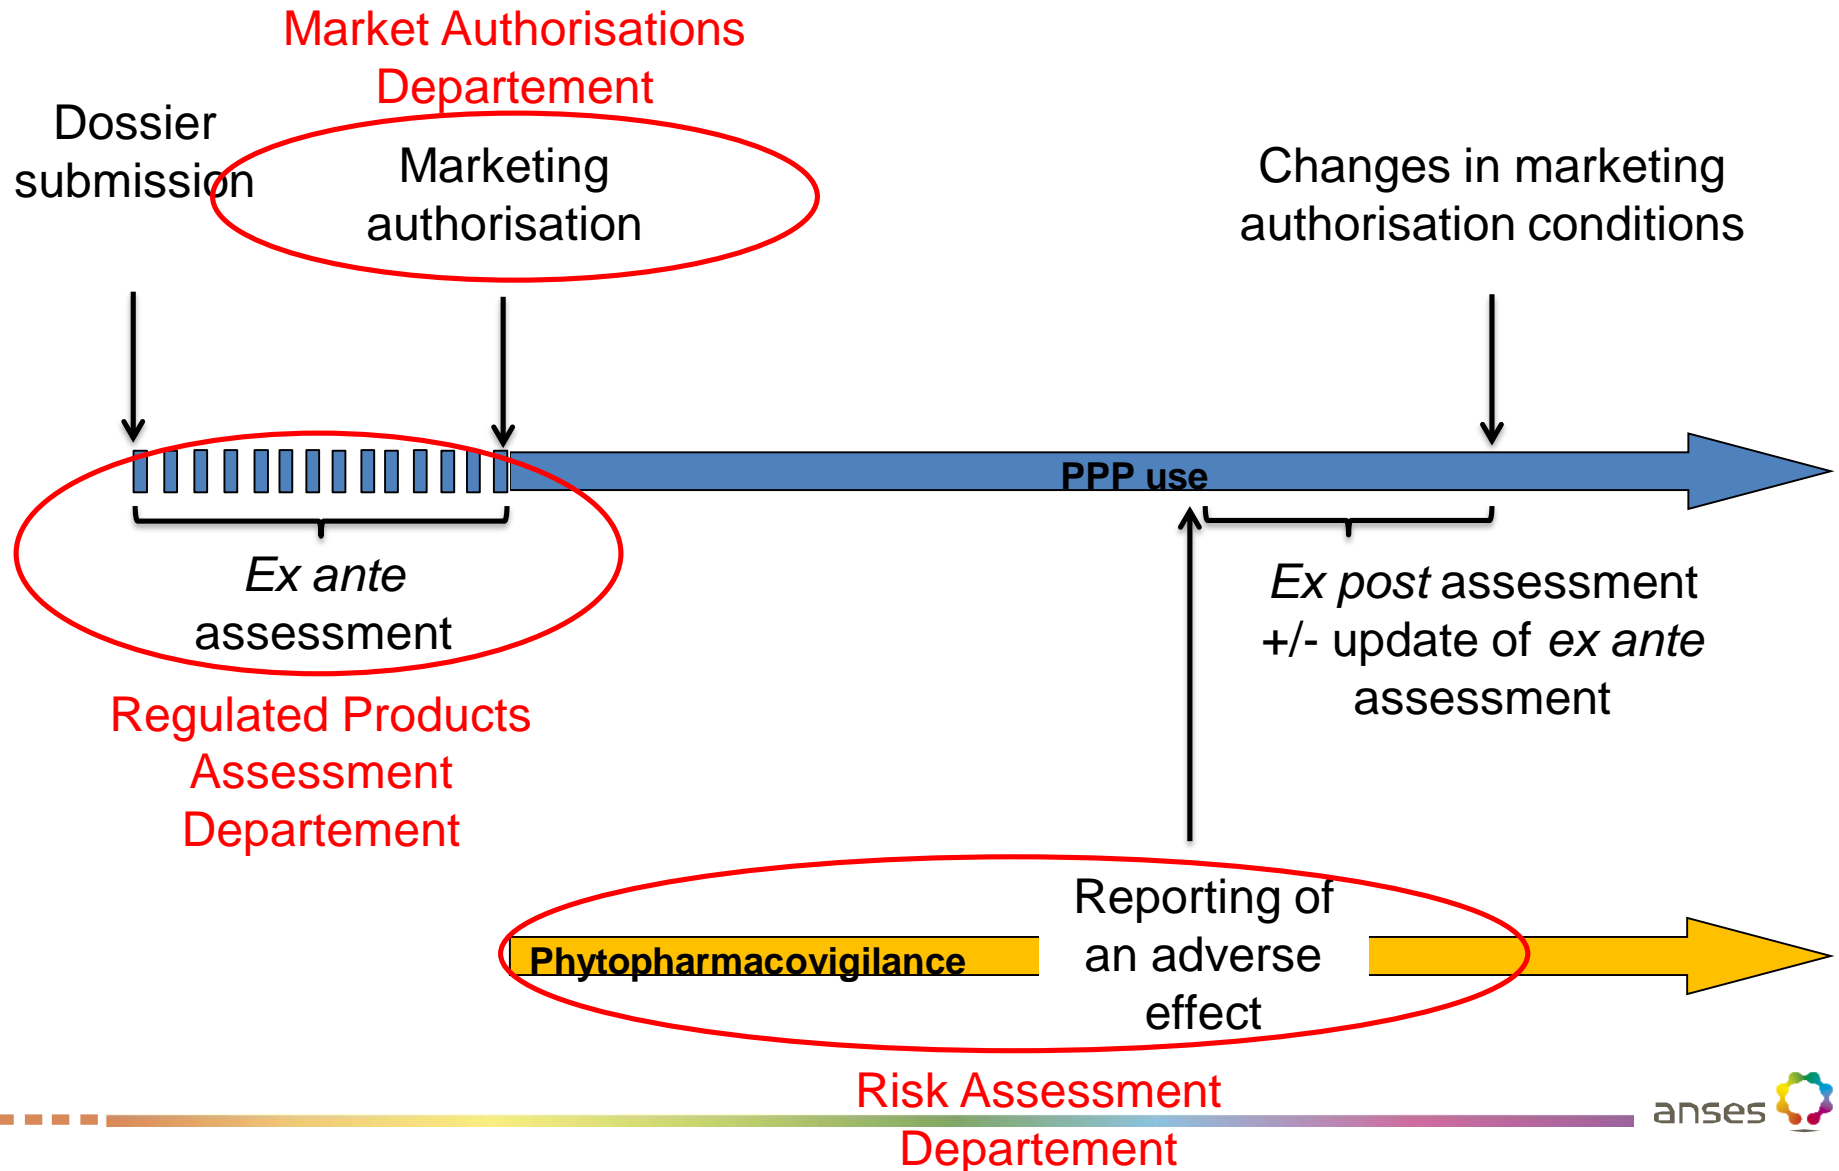 Market Authorisations
Departement
Dossier
submission
Marketing
authorisation
Changes in marketing
authorisation conditions
PPP use
Ex ante
assessment
Ex post assessment
+/- update of ex ante
assessment
Regulated Products
Assessment
Departement
Phytopharmacovigilance
Reporting of
an adverse
effect
Risk Assessment
Departement
anses